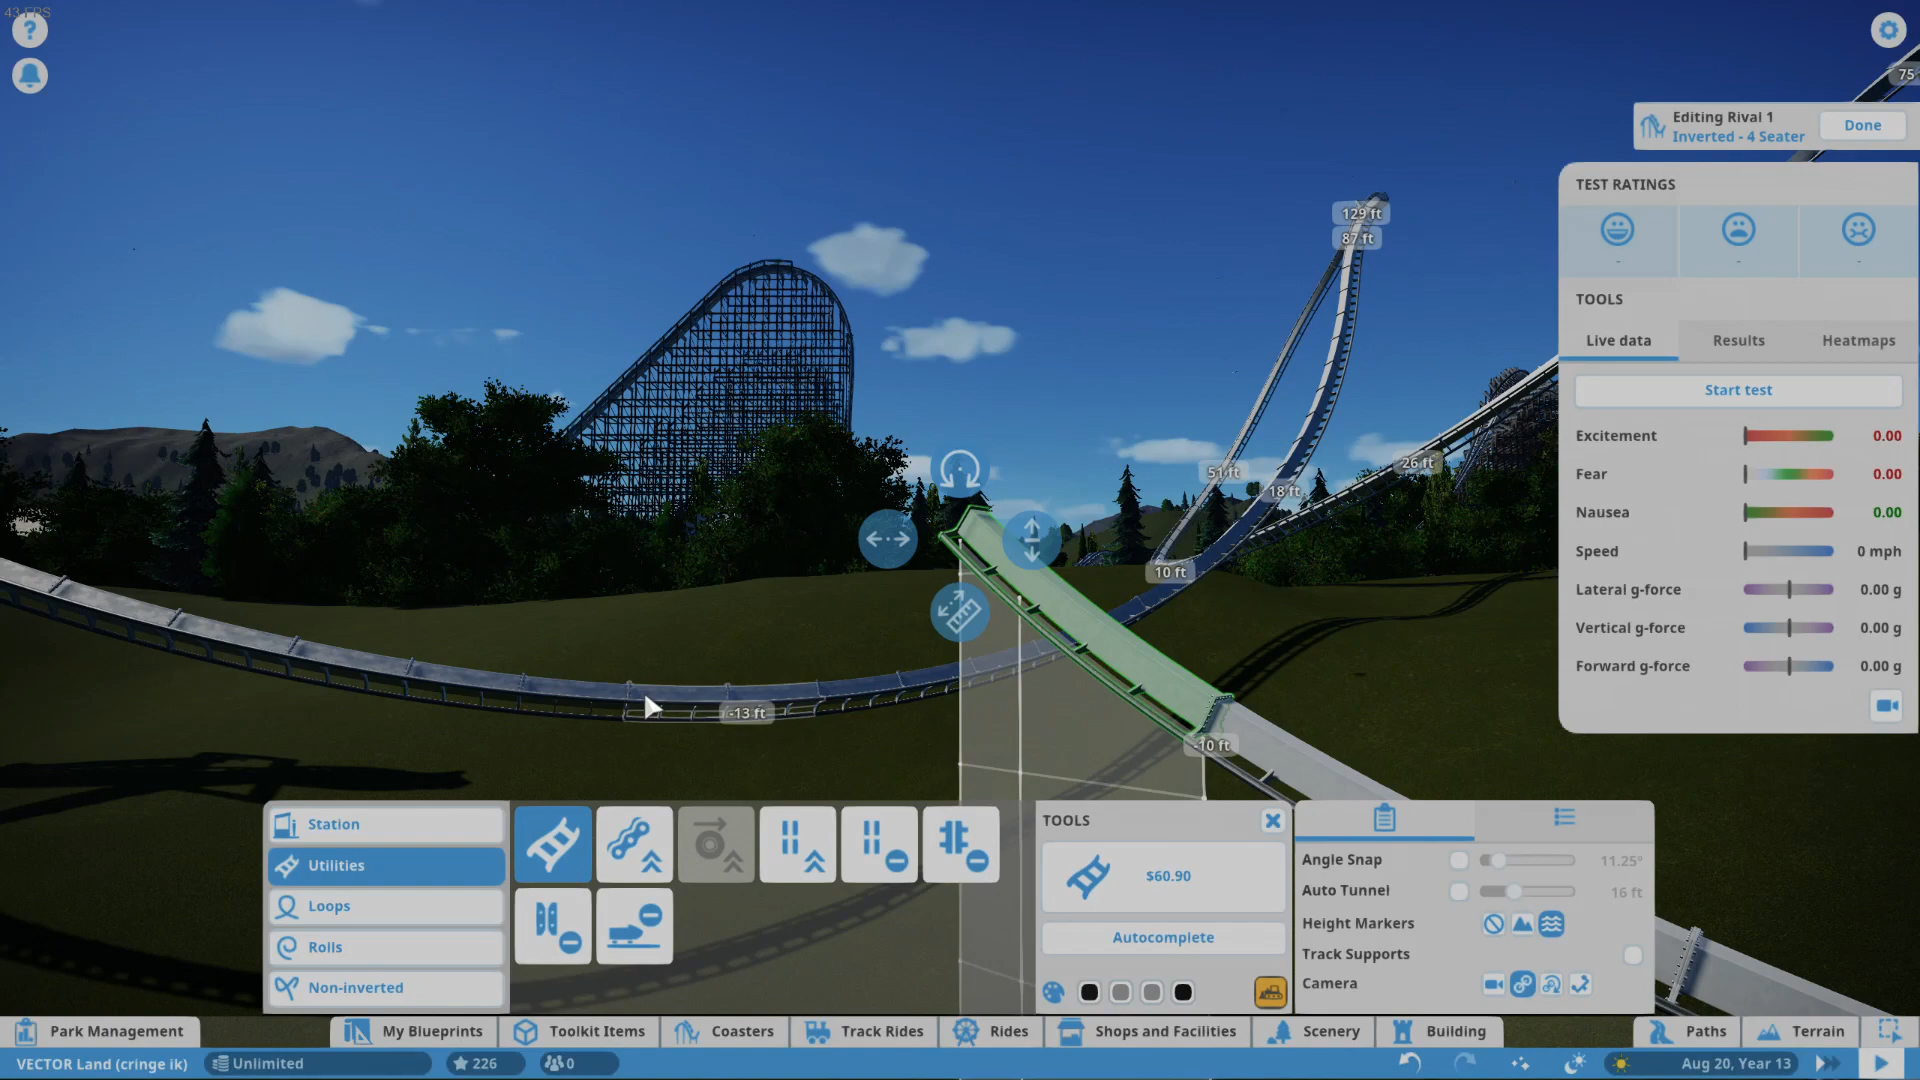 43 FPS
75
Editing Rival 1
Inverted - 4 Seater
Done
TEST RATINGS
- - -
TOOLS
Live data
Results
Heatmaps
Start test
Excitement 0.00
Fear 0.00
Nausea 0.00
Speed 0 mph
Lateral g-force 0.00 g
Vertical g-force 0.00 g
Forward g-force 0.00 g
129 ft
87 ft
51 ft
26 ft
18 ft
10 ft
-13 ft
-10 ft
Station
Utilities
Loops
Rolls
Non-inverted
TOOLS
$60.90
Autocomplete
Angle Snap 11.25°
Auto Tunnel 16 ft
Height Markers
Track Supports
Camera
Park Management
My Blueprints
Toolkit Items
Coasters
Track Rides
Rides
Shops and Facilities
Scenery
Building
Paths
Terrain
VECTOR Land (cringe ik)
Unlimited
226
0
Aug 20, Year 13